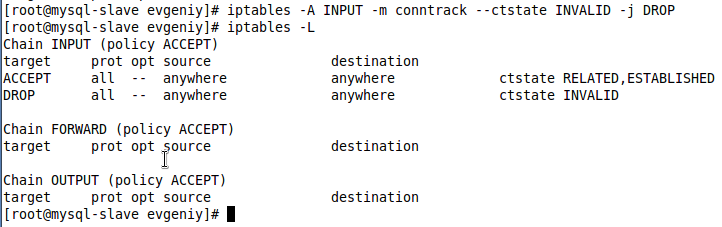 [root@mysql-slave evgeniy]# iptables -A INPUT -m conntrack --ctstate INVALID -j DROP
[root@mysql-slave evgeniy]# iptables -L
Chain INPUT (policy ACCEPT)
target     prot opt source               destination
ACCEPT     all  --  anywhere             anywhere             ctstate RELATED,ESTABLISHED
DROP       all  --  anywhere             anywhere             ctstate INVALID
Chain FORWARD (policy ACCEPT)
target     prot opt source               destination
Chain OUTPUT (policy ACCEPT)
target     prot opt source               destination
[root@mysql-slave evgeniy]#